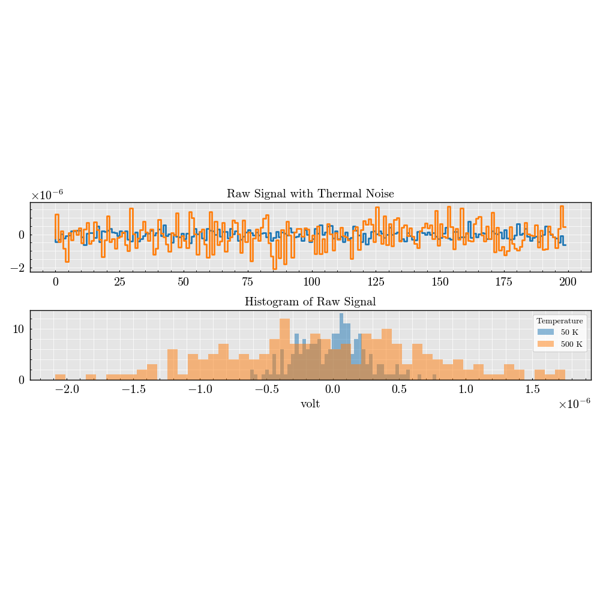 Raw Signal with Thermal Noise
×10⁻⁶
0
−2
0 25 50 75 100 125 150 175 200
Histogram of Raw Signal
10
0
Temperature
50 K
500 K
−2.0 −1.5 −1.0 −0.5 0.0 0.5 1.0 1.5
volt
×10⁻⁶